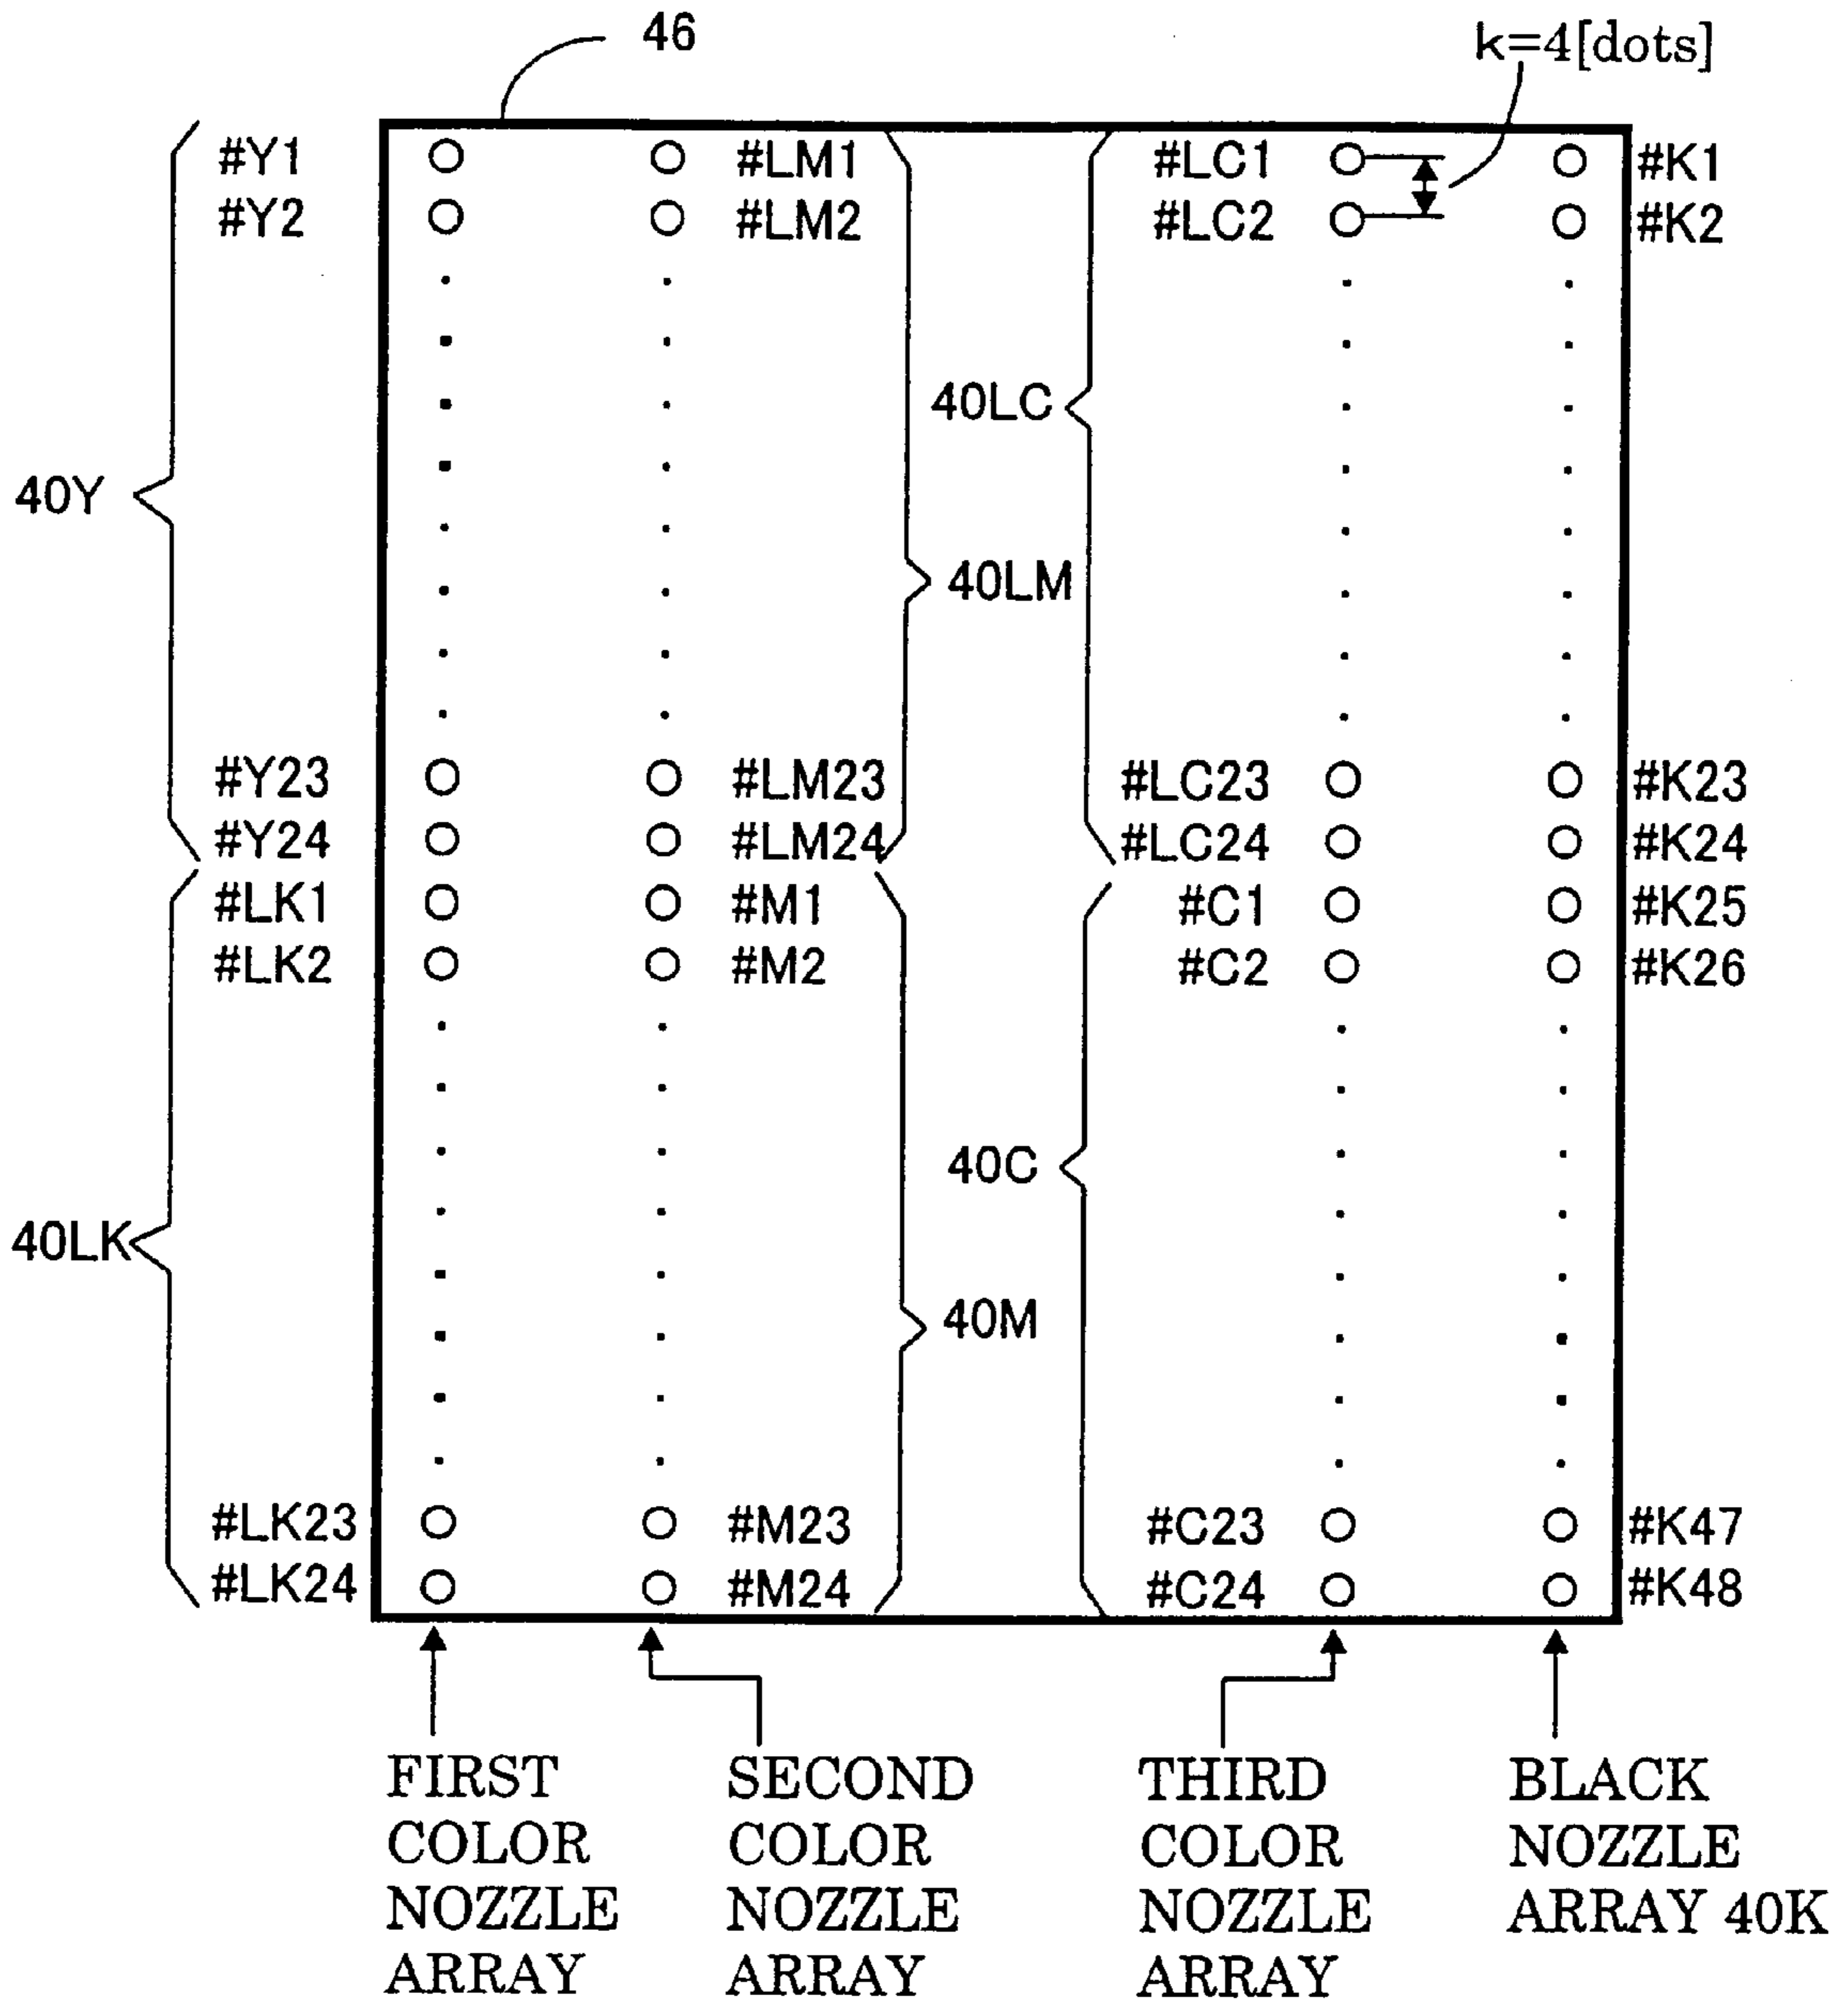 46
k=4[dots]
#Y1 #LM1 #LC1 #K1
#Y2 #LM2 #LC2 #K2
40LC
40Y
40LM
#Y23 #LM23 #LC23 #K23
#Y24 #LM24 #LC24 #K24
#LK1 #M1 #C1 #K25
#LK2 #M2 #C2 #K26
40C
40LK
40M
#LK23 #M23 #C23 #K47
#LK24 #M24 #C24 #K48
FIRST
COLOR
NOZZLE
ARRAY
SECOND
COLOR
NOZZLE
ARRAY
THIRD
COLOR
NOZZLE
ARRAY
BLACK
NOZZLE
ARRAY 40K